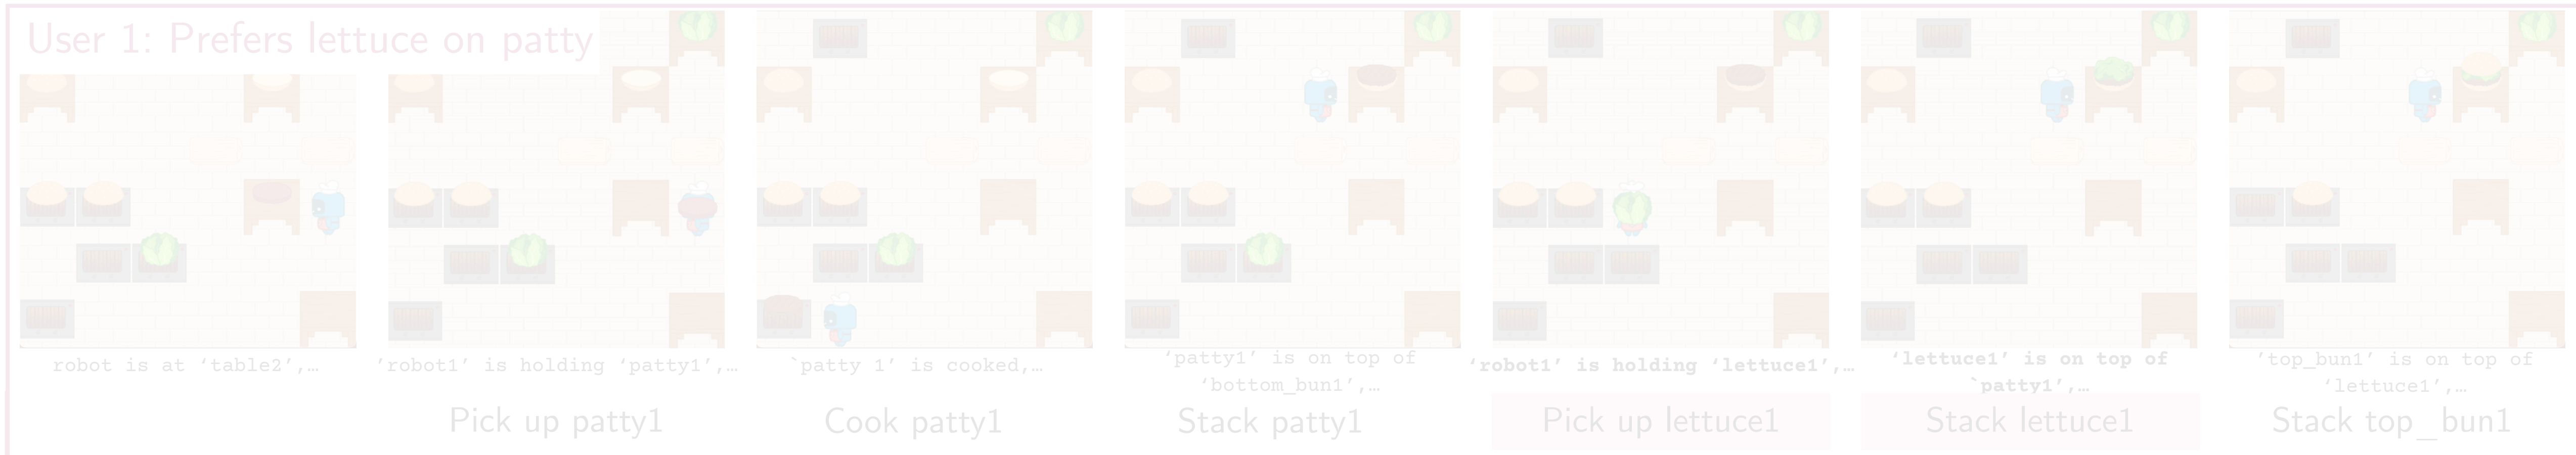 User 1: Prefers lettuce on patty
robot is at ‘table2’,…
’robot1’ is holding ‘patty1’,…
`patty 1’ is cooked,…
‘patty1’ is on top of
‘bottom_bun1’,…
‘robot1’ is holding ‘lettuce1’,…
‘lettuce1’ is on top of
`patty1’,…
’top_bun1’ is on top of
‘lettuce1’,…
Pick up patty1
Cook patty1
Stack patty1
Pick up lettuce1
Stack lettuce1
Stack top_bun1